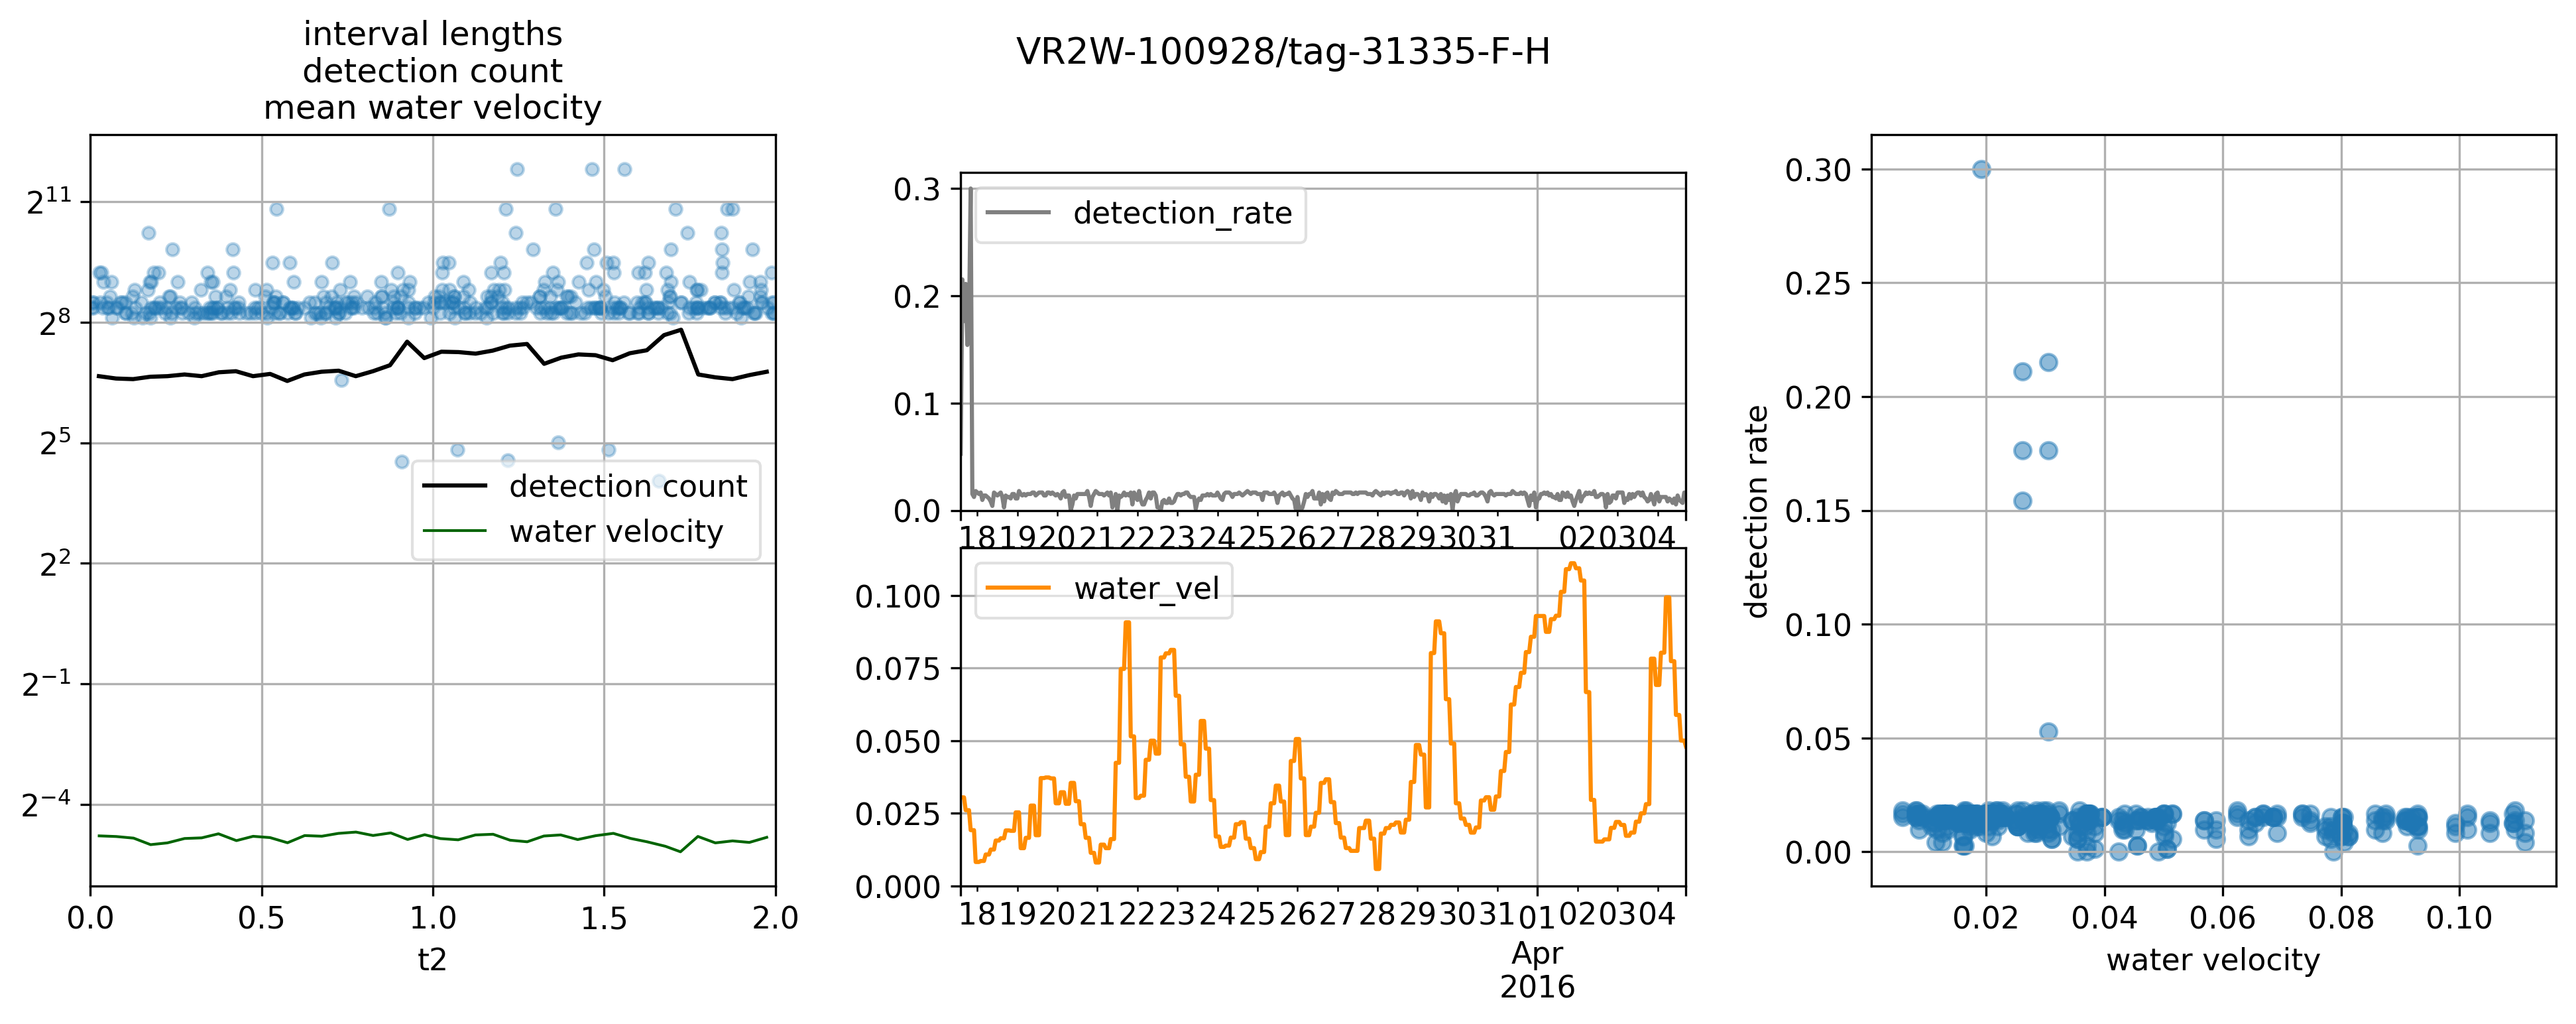 interval lengths
detection count
mean water velocity
VR2W-100928/tag-31335-F-H
2^11
2^8
2^5
2^2
2^-1
2^-4
detection count
water velocity
0.0 0.5 1.0 1.5 2.0
t2
0.3
0.2
0.1
0.0
detection_rate
18 19 20 21 22 23 24 25 26 27 28 29 30 31 02 03 04
0.100
0.075
0.050
0.025
0.000
water_vel
18 19 20 21 22 23 24 25 26 27 28 29 30 31 01 02 03 04
Apr
2016
detection rate
0.30
0.25
0.20
0.15
0.10
0.05
0.00
0.02 0.04 0.06 0.08 0.10
water velocity